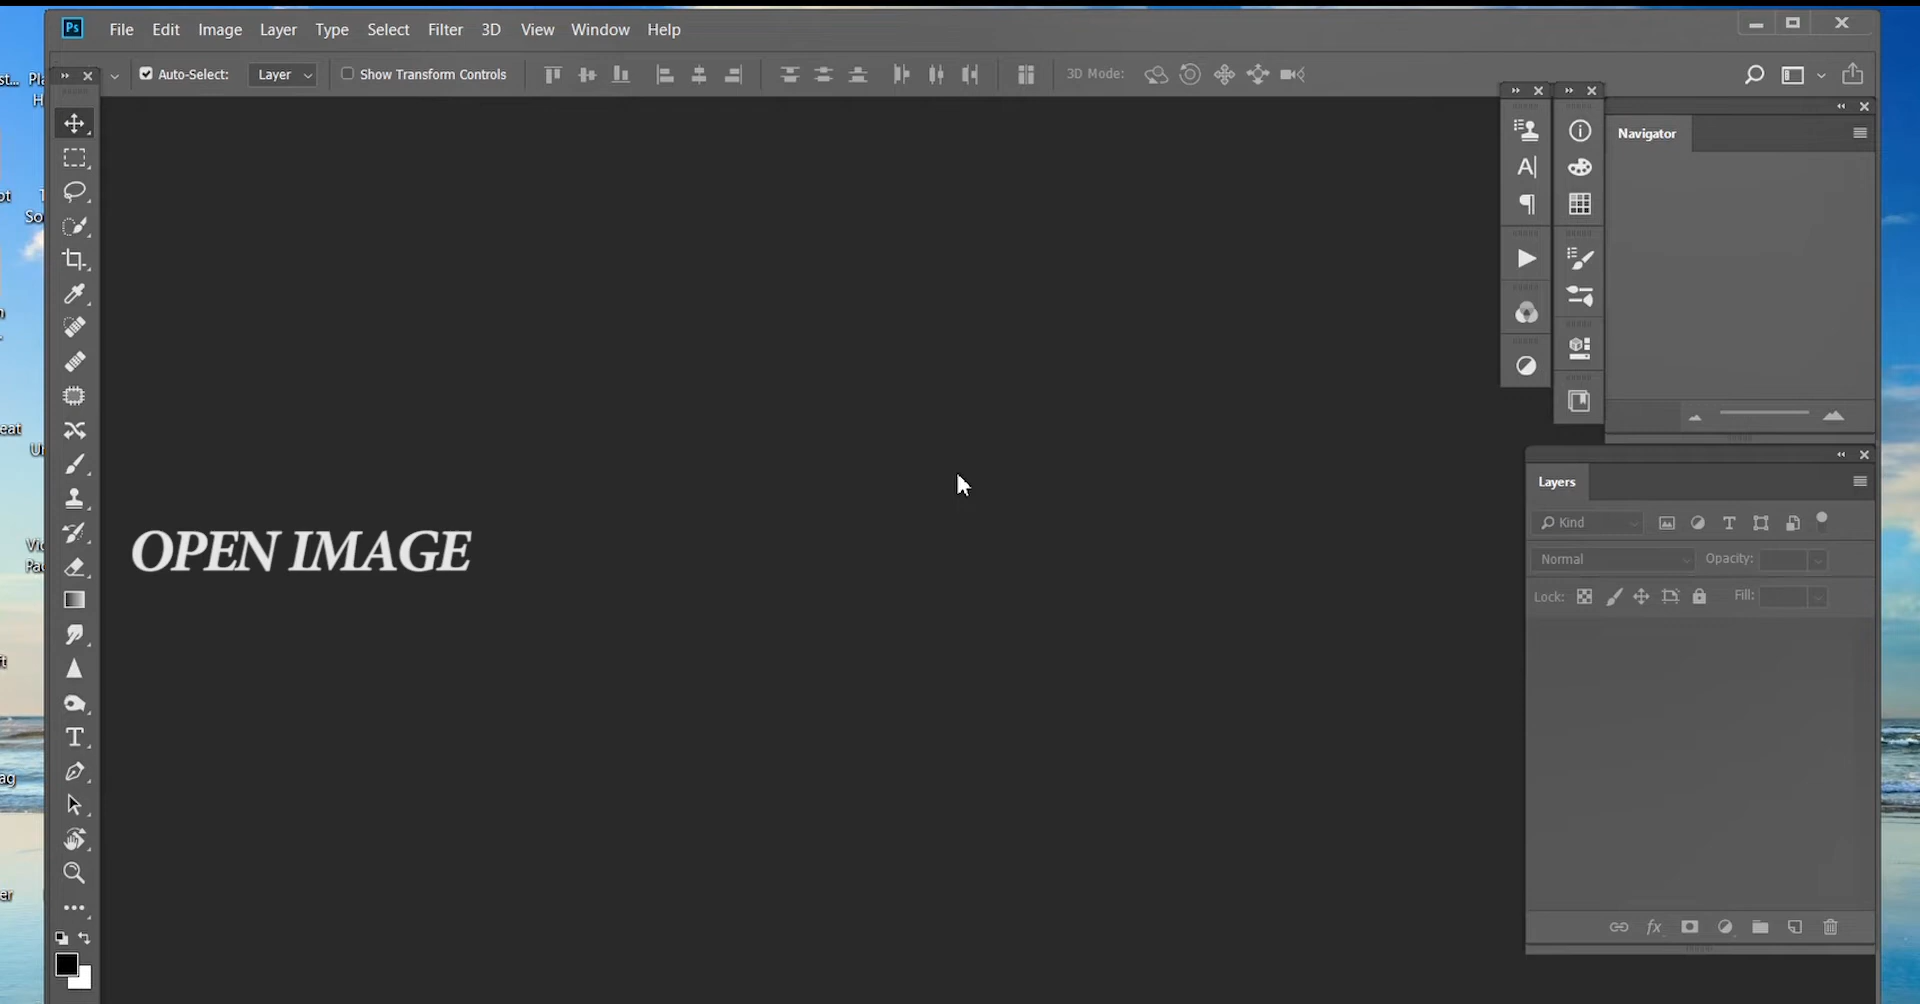 Ps File Edit Image Layer Type Select Filter 3D View Window Help
Auto-Select: Layer Show Transform Controls 3D Mode:
Navigator
OPEN IMAGE
Layers
Kind
Normal Opacity:
Lock: Fill: